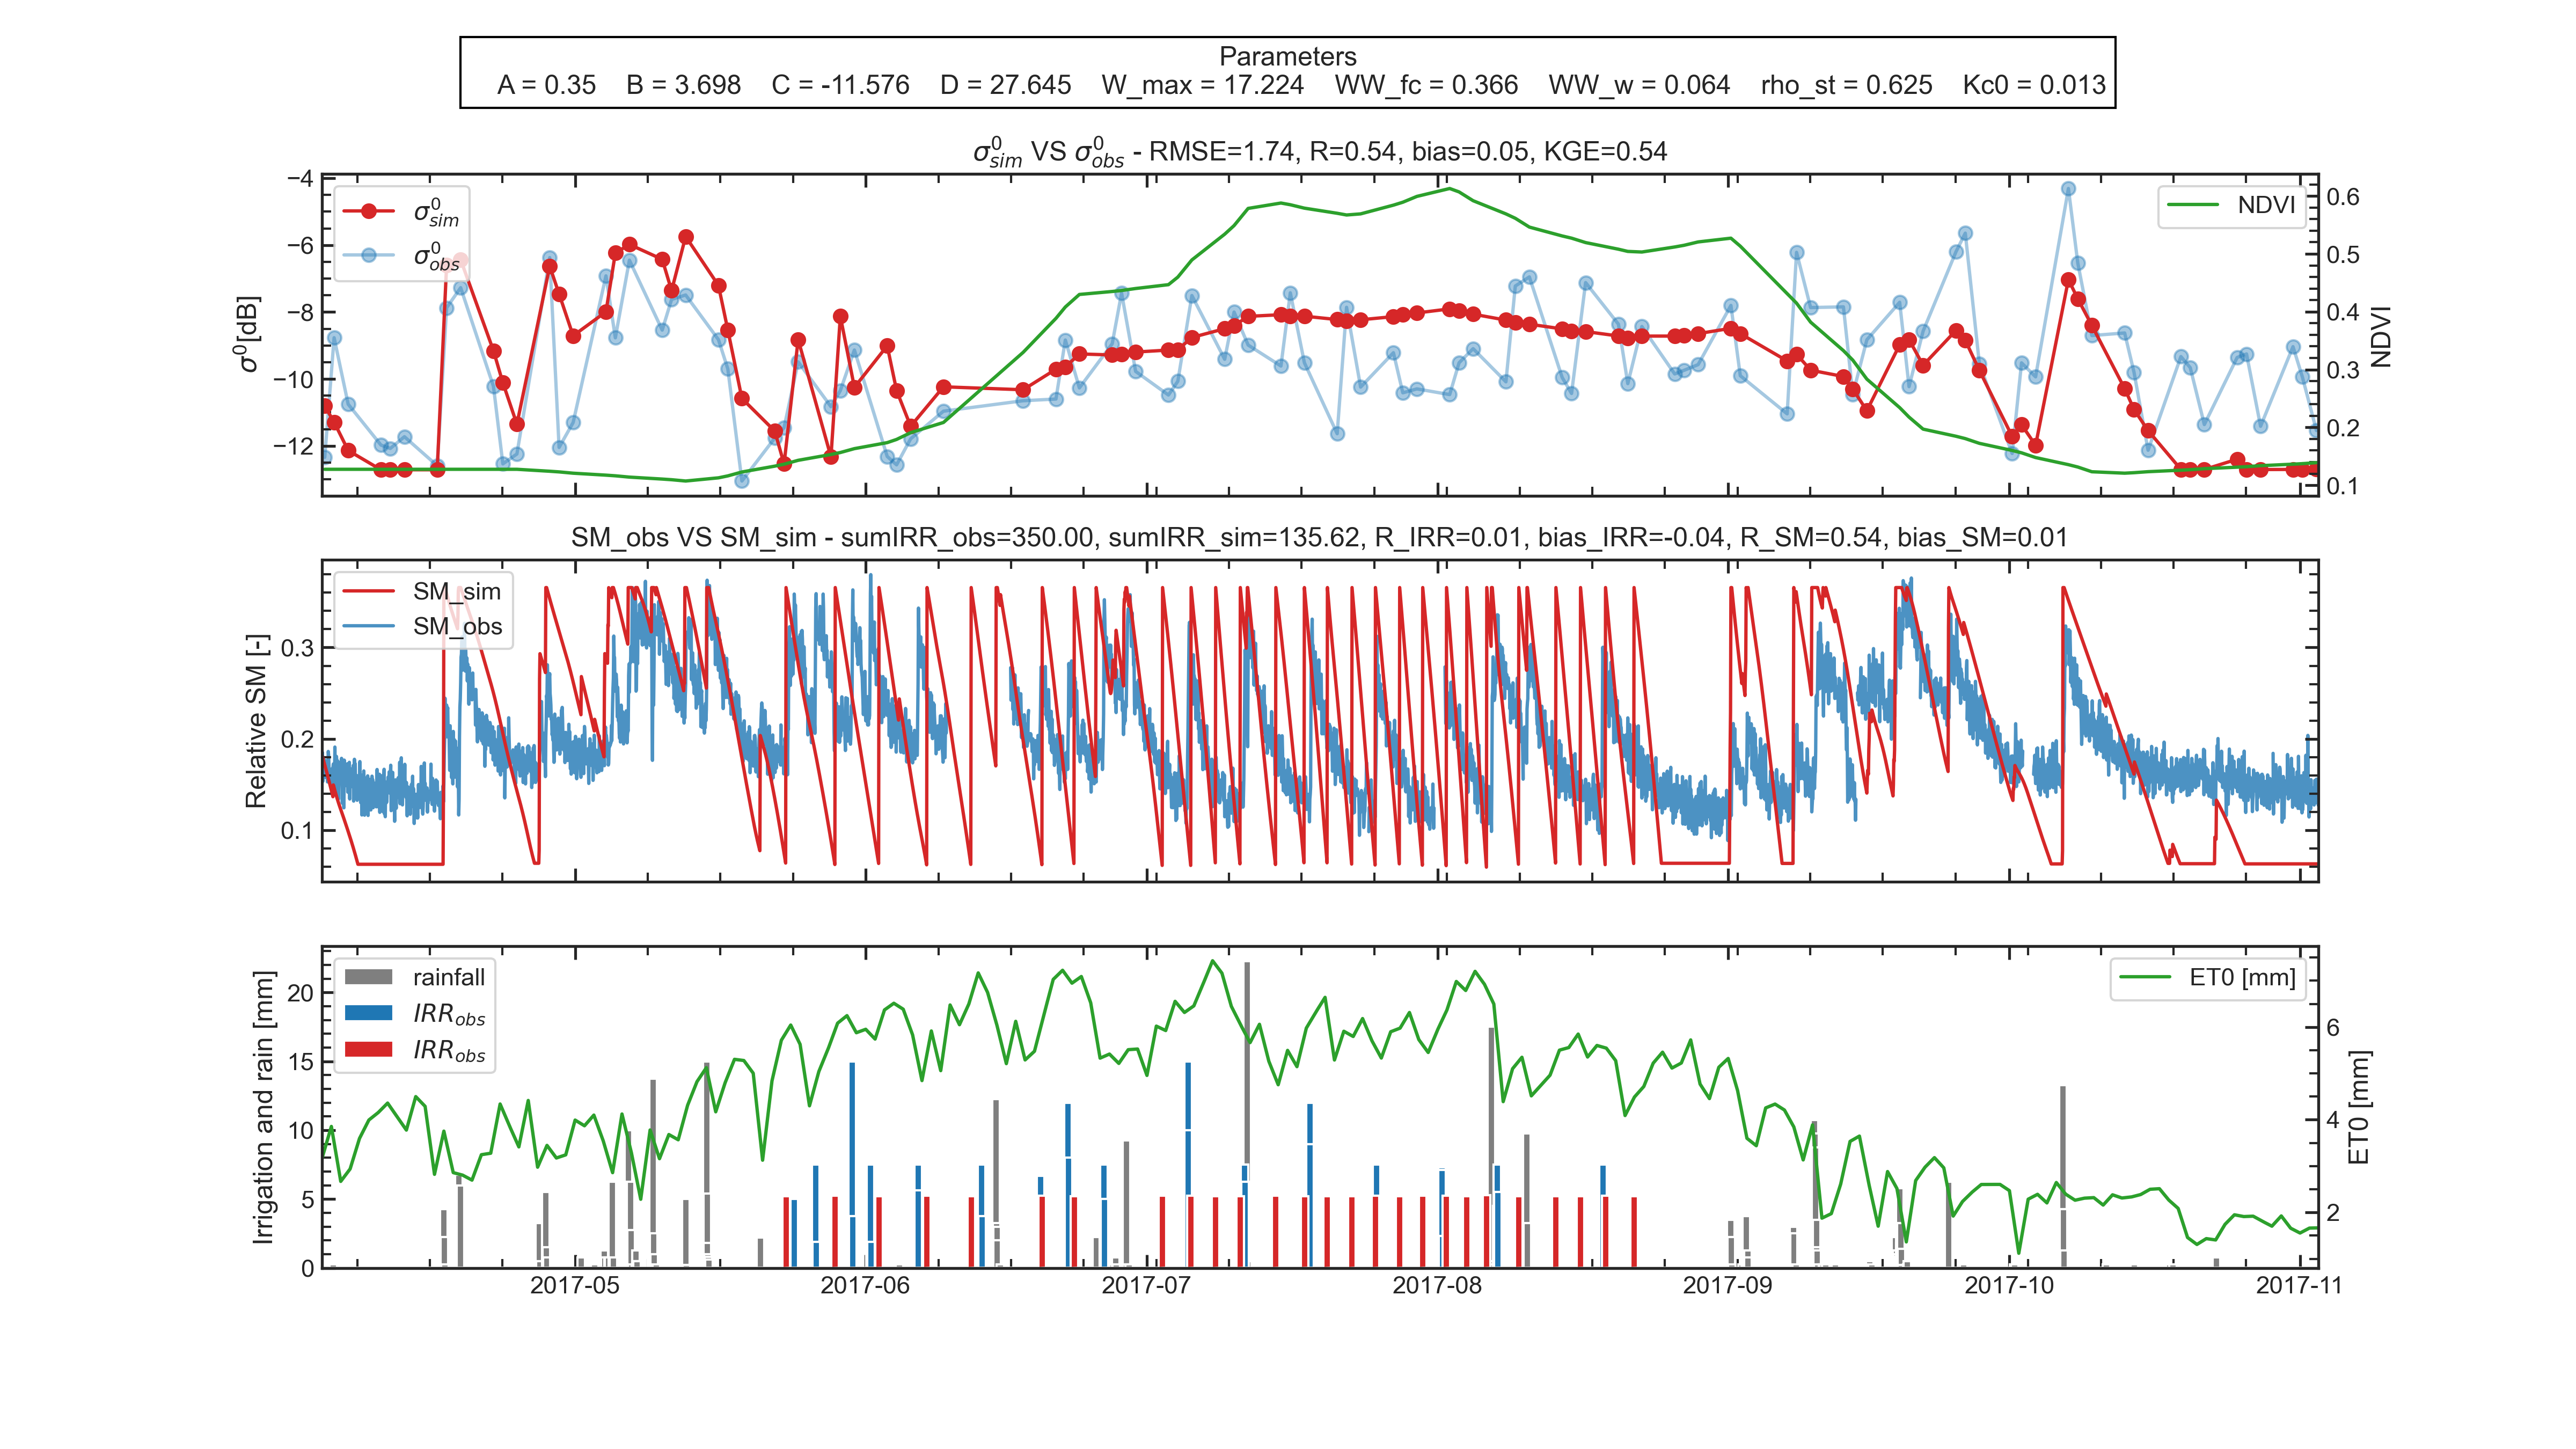 Parameters
A = 0.35 B = 3.698 C = -11.576 D = 27.645 W_max = 17.224 WW_fc = 0.366 WW_w = 0.064 rho_st = 0.625 Kc0 = 0.013
σ⁰sim VS σ⁰obs - RMSE=1.74, R=0.54, bias=0.05, KGE=0.54
σ⁰sim
σ⁰obs
NDVI
−4
−6
−8
−10
−12
σ⁰[dB]
0.6
0.5
0.4
0.3
0.2
0.1
NDVI
SM_obs VS SM_sim - sumIRR_obs=350.00, sumIRR_sim=135.62, R_IRR=0.01, bias_IRR=-0.04, R_SM=0.54, bias_SM=0.01
SM_sim
SM_obs
0.3
0.2
0.1
Relative SM [-]
rainfall
IRRobs
IRRobs
ET0 [mm]
20
15
10
5
0
Irrigation and rain [mm]
6
4
2
ET0 [mm]
2017-05 2017-06 2017-07 2017-08 2017-09 2017-10 2017-11